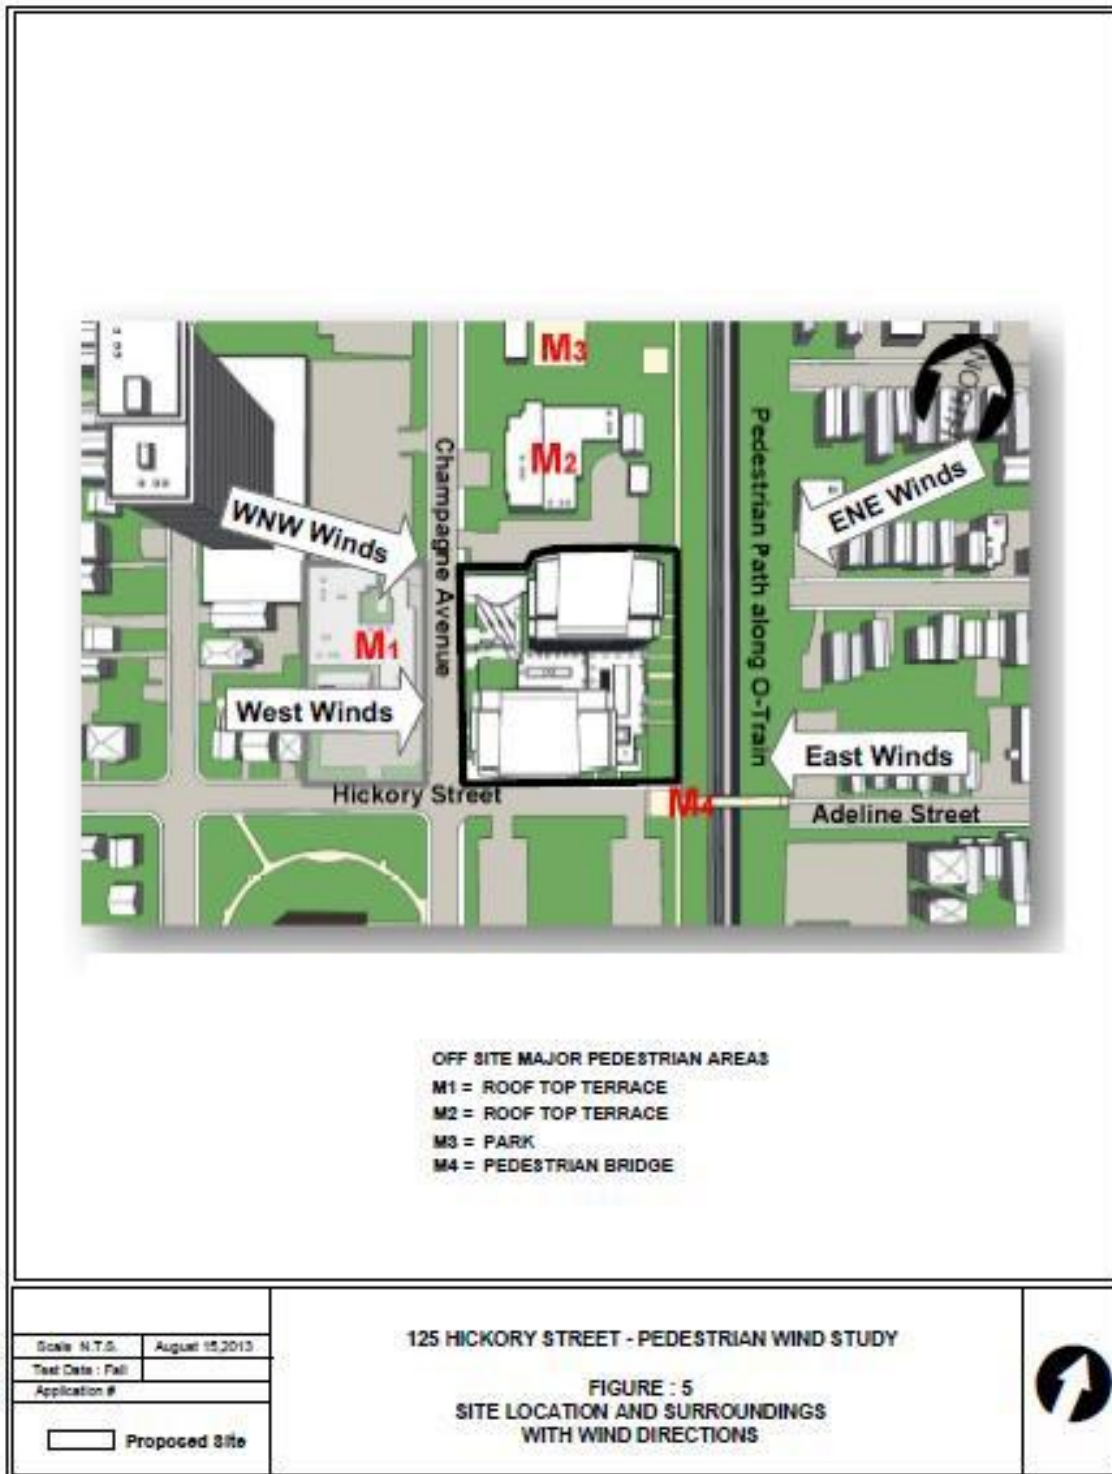 M3
M2
Champagne Avenue
Pedestrian Path along O-Train
NORTH
WNW Winds
ENE Winds
M1
West Winds
East Winds
Hickory Street
M4
Adeline Street
OFF SITE MAJOR PEDESTRIAN AREAS
M1 = ROOF TOP TERRACE
M2 = ROOF TOP TERRACE
M3 = PARK
M4 = PEDESTRIAN BRIDGE
Scale N.T.S.
August 15,2013
Test Date : Fall
Application #
Proposed Site
125 HICKORY STREET - PEDESTRIAN WIND STUDY
FIGURE : 5
SITE LOCATION AND SURROUNDINGS
WITH WIND DIRECTIONS